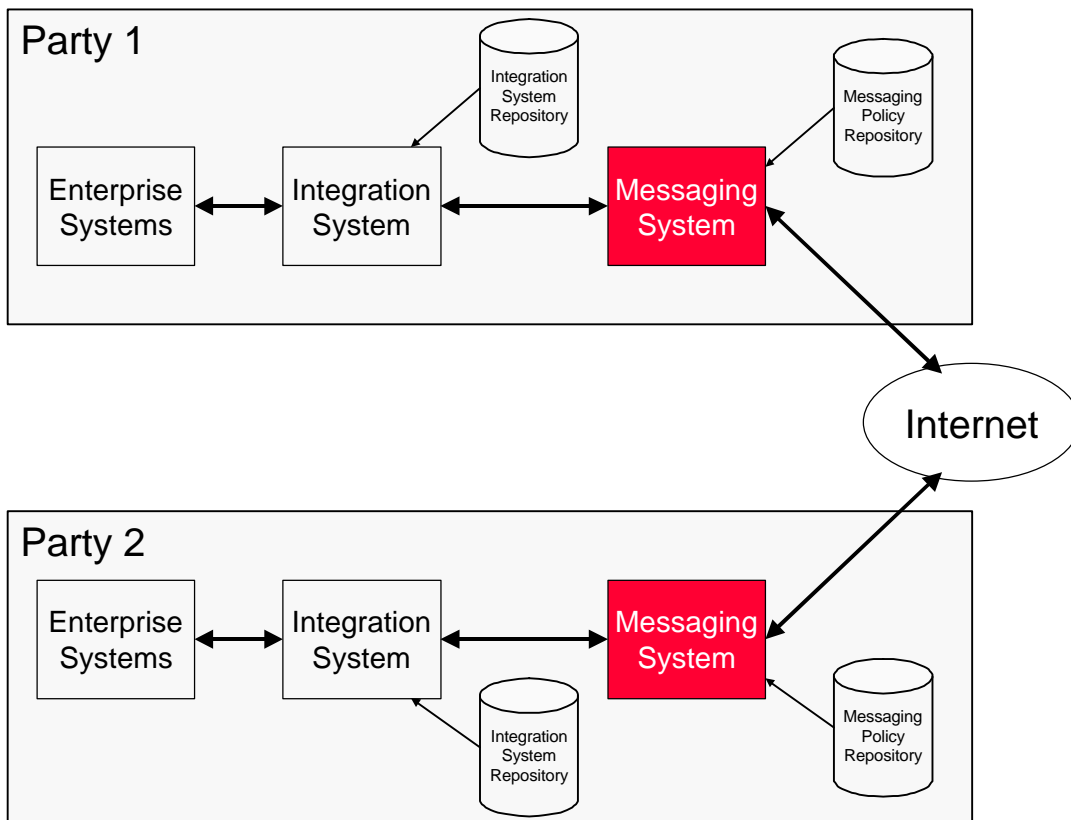 Party 1
Integration
System
Repository
Messaging
Policy
Repository
Enterprise
Systems
Integration
System
Messaging
System
Internet
Party 2
Enterprise
Systems
Integration
System
Messaging
System
Integration
System
Repository
Messaging
Policy
Repository